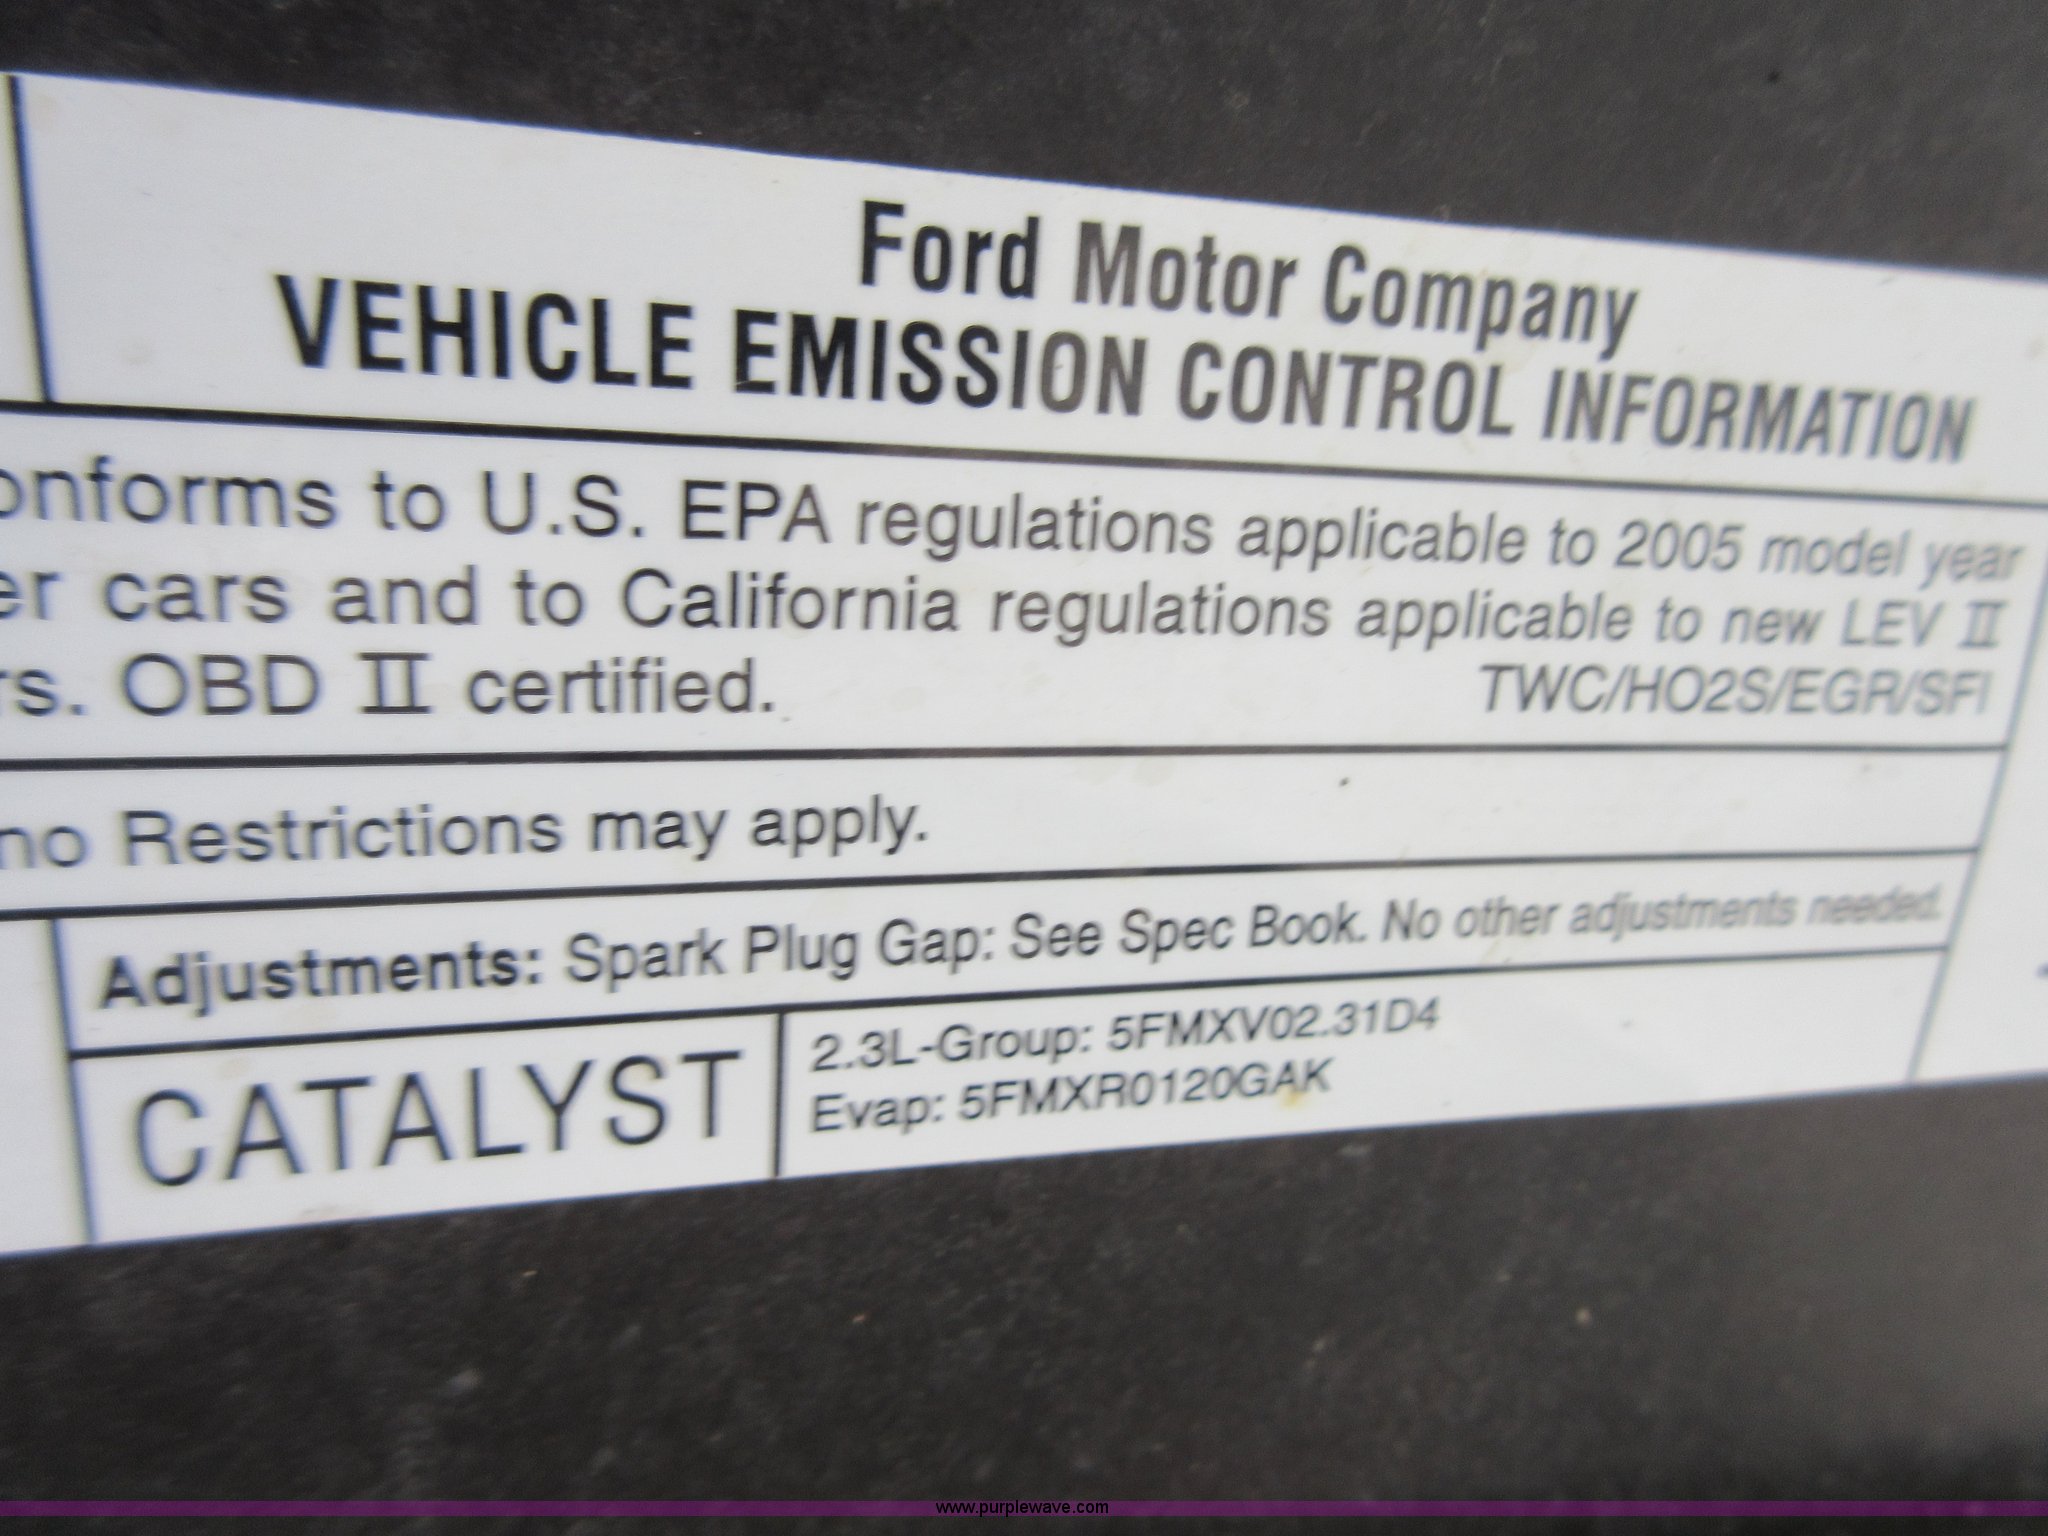 Ford Motor Company
VEHICLE EMISSION CONTROL INFORMATION
onforms to U.S. EPA regulations applicable to 2005 model year
er cars and to California regulations applicable to new LEV II
rs. OBD II certified. TWC/HO2S/EGR/SFI
no Restrictions may apply.
Adjustments: Spark Plug Gap: See Spec Book. No other adjustments needed.
CATALYST
2.3L-Group: 5FMXV02.31D4
Evap: 5FMXR0120GAK
www.purplewave.com